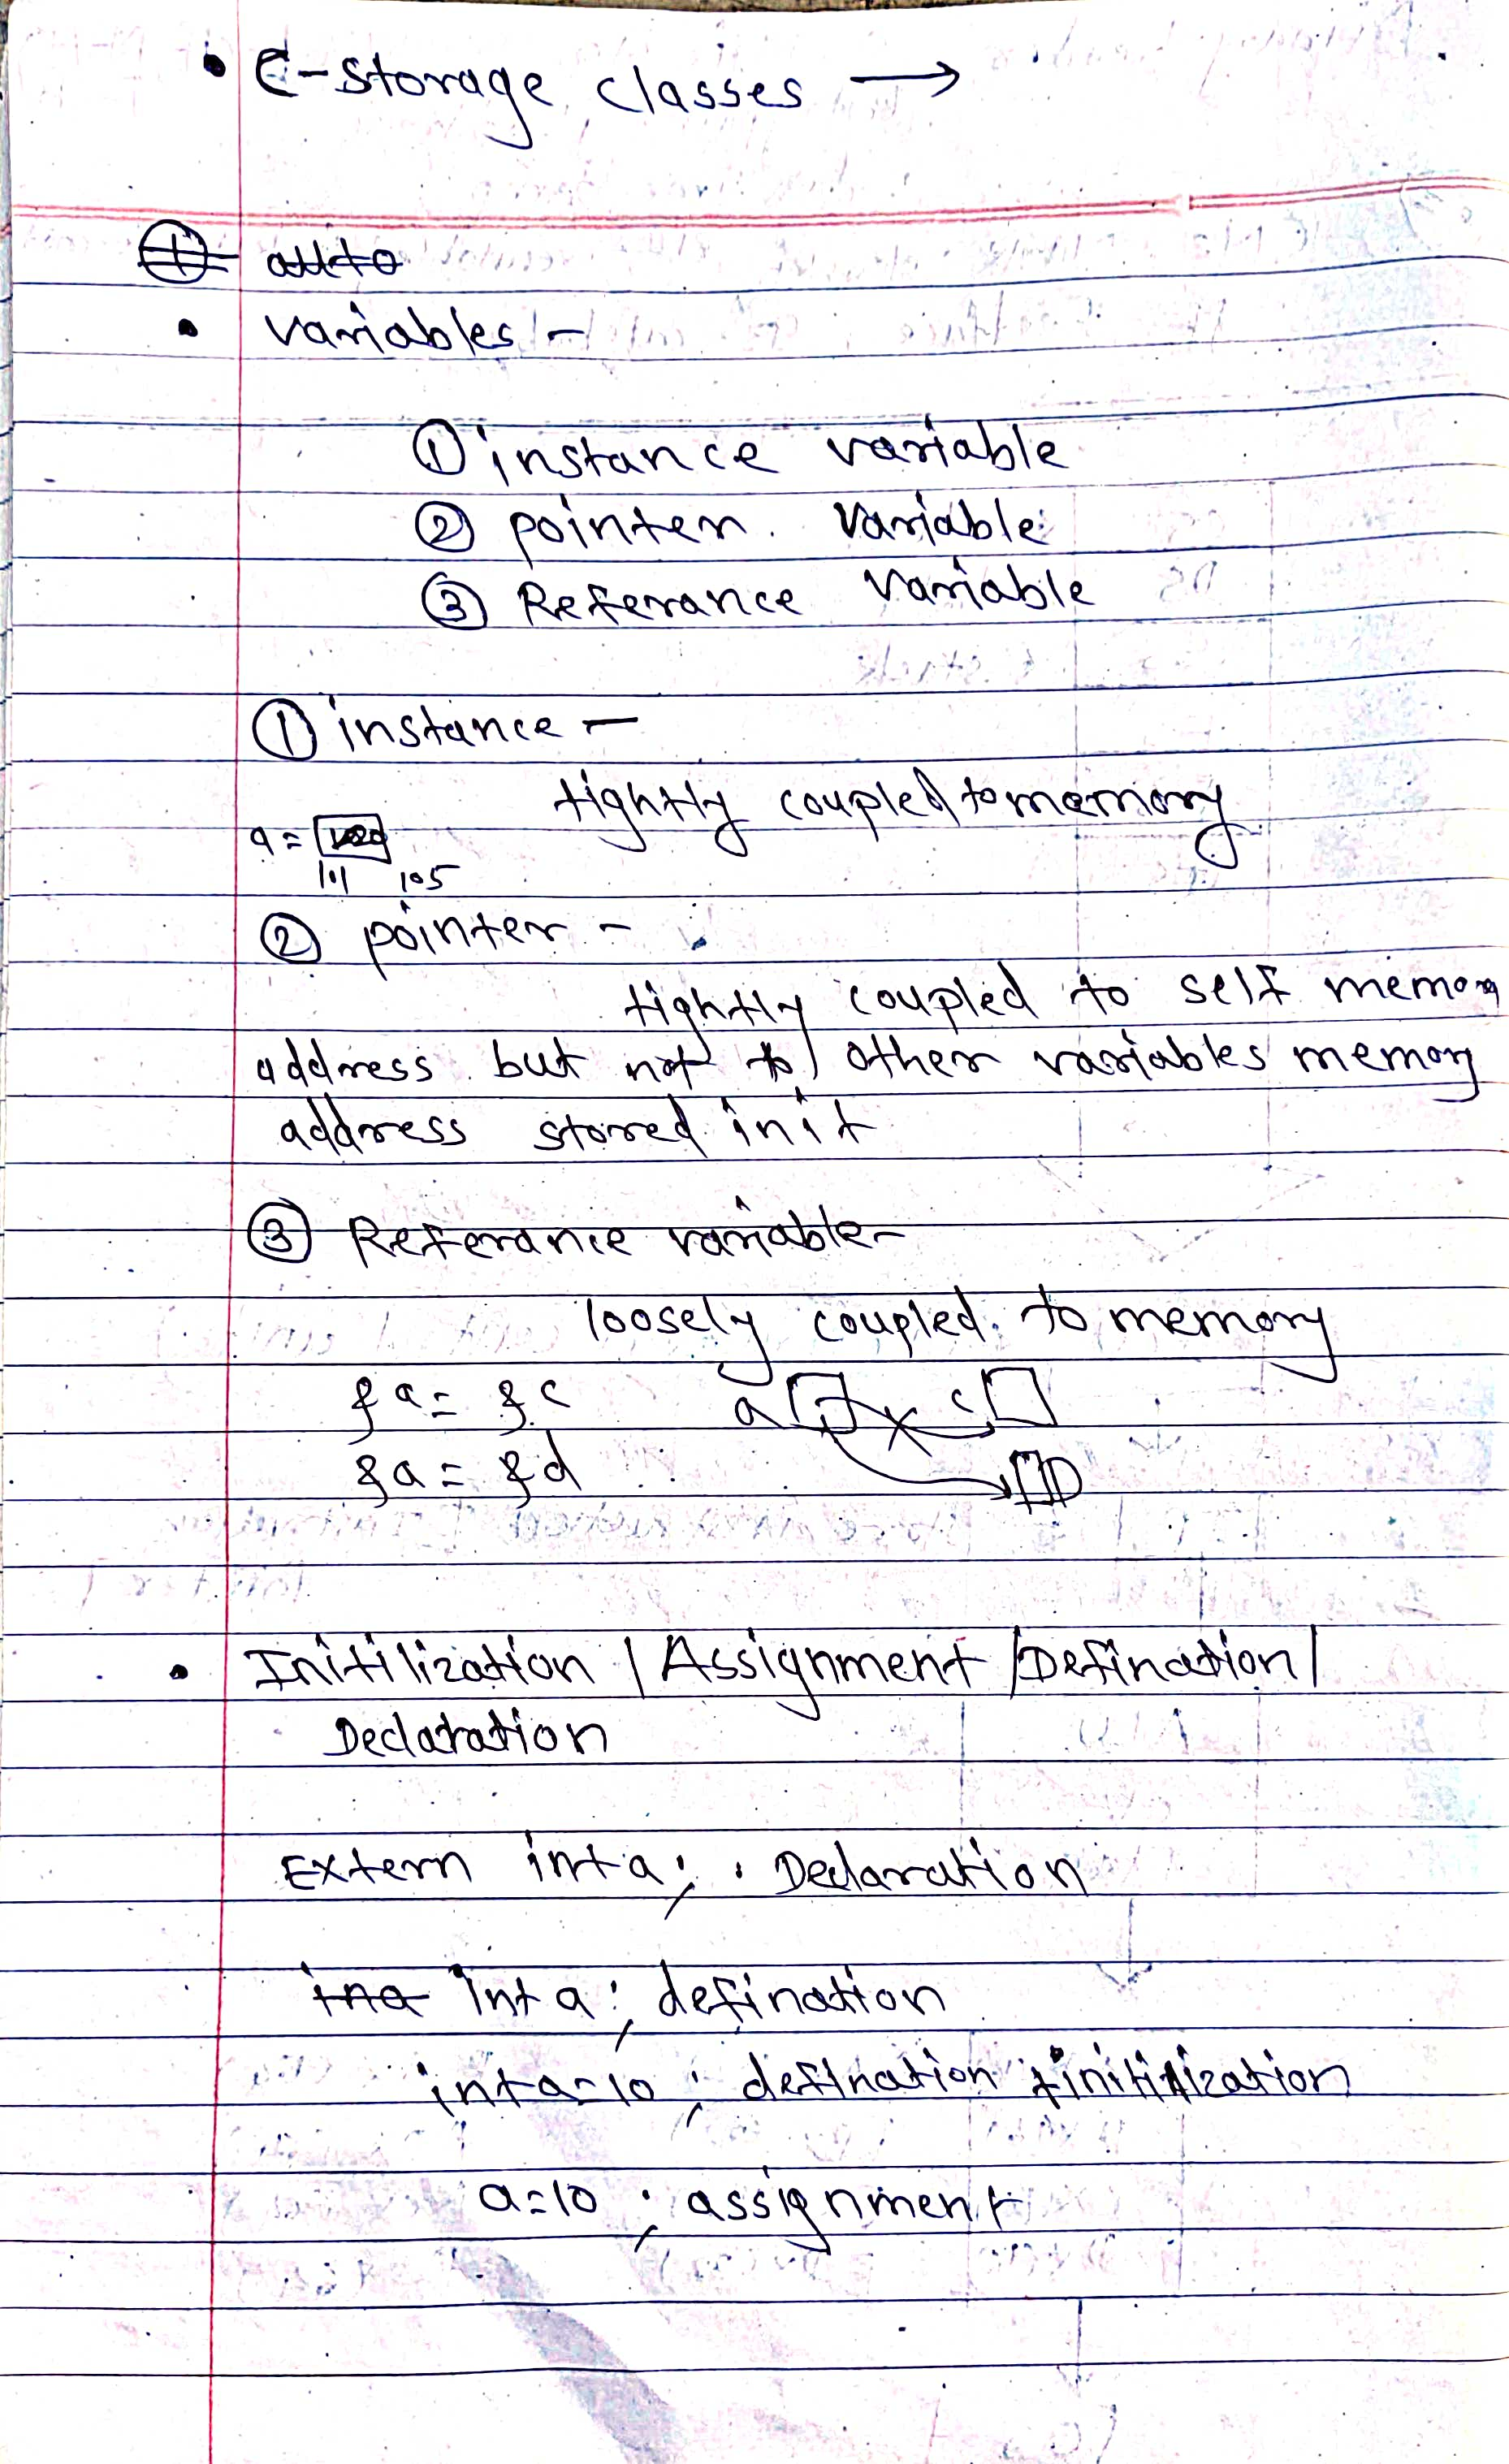 • C-Storage classes →
① auto
• variables -
① instance variable
② pointer variable
③ Referance variable
① instance -
tightly coupled to memory
a =
101 105
② pointer -
tightly coupled to self memory
address but not to other variables memory
address stored in it
③ Referance variable -
loosely coupled to memory
&a = &c a c
&a = &d D
• Initilization / Assignment / Defination /
Declaration
Extern int a; Declaration
ina int a; defination
int a=10; defination + initilization
a=10; assignment